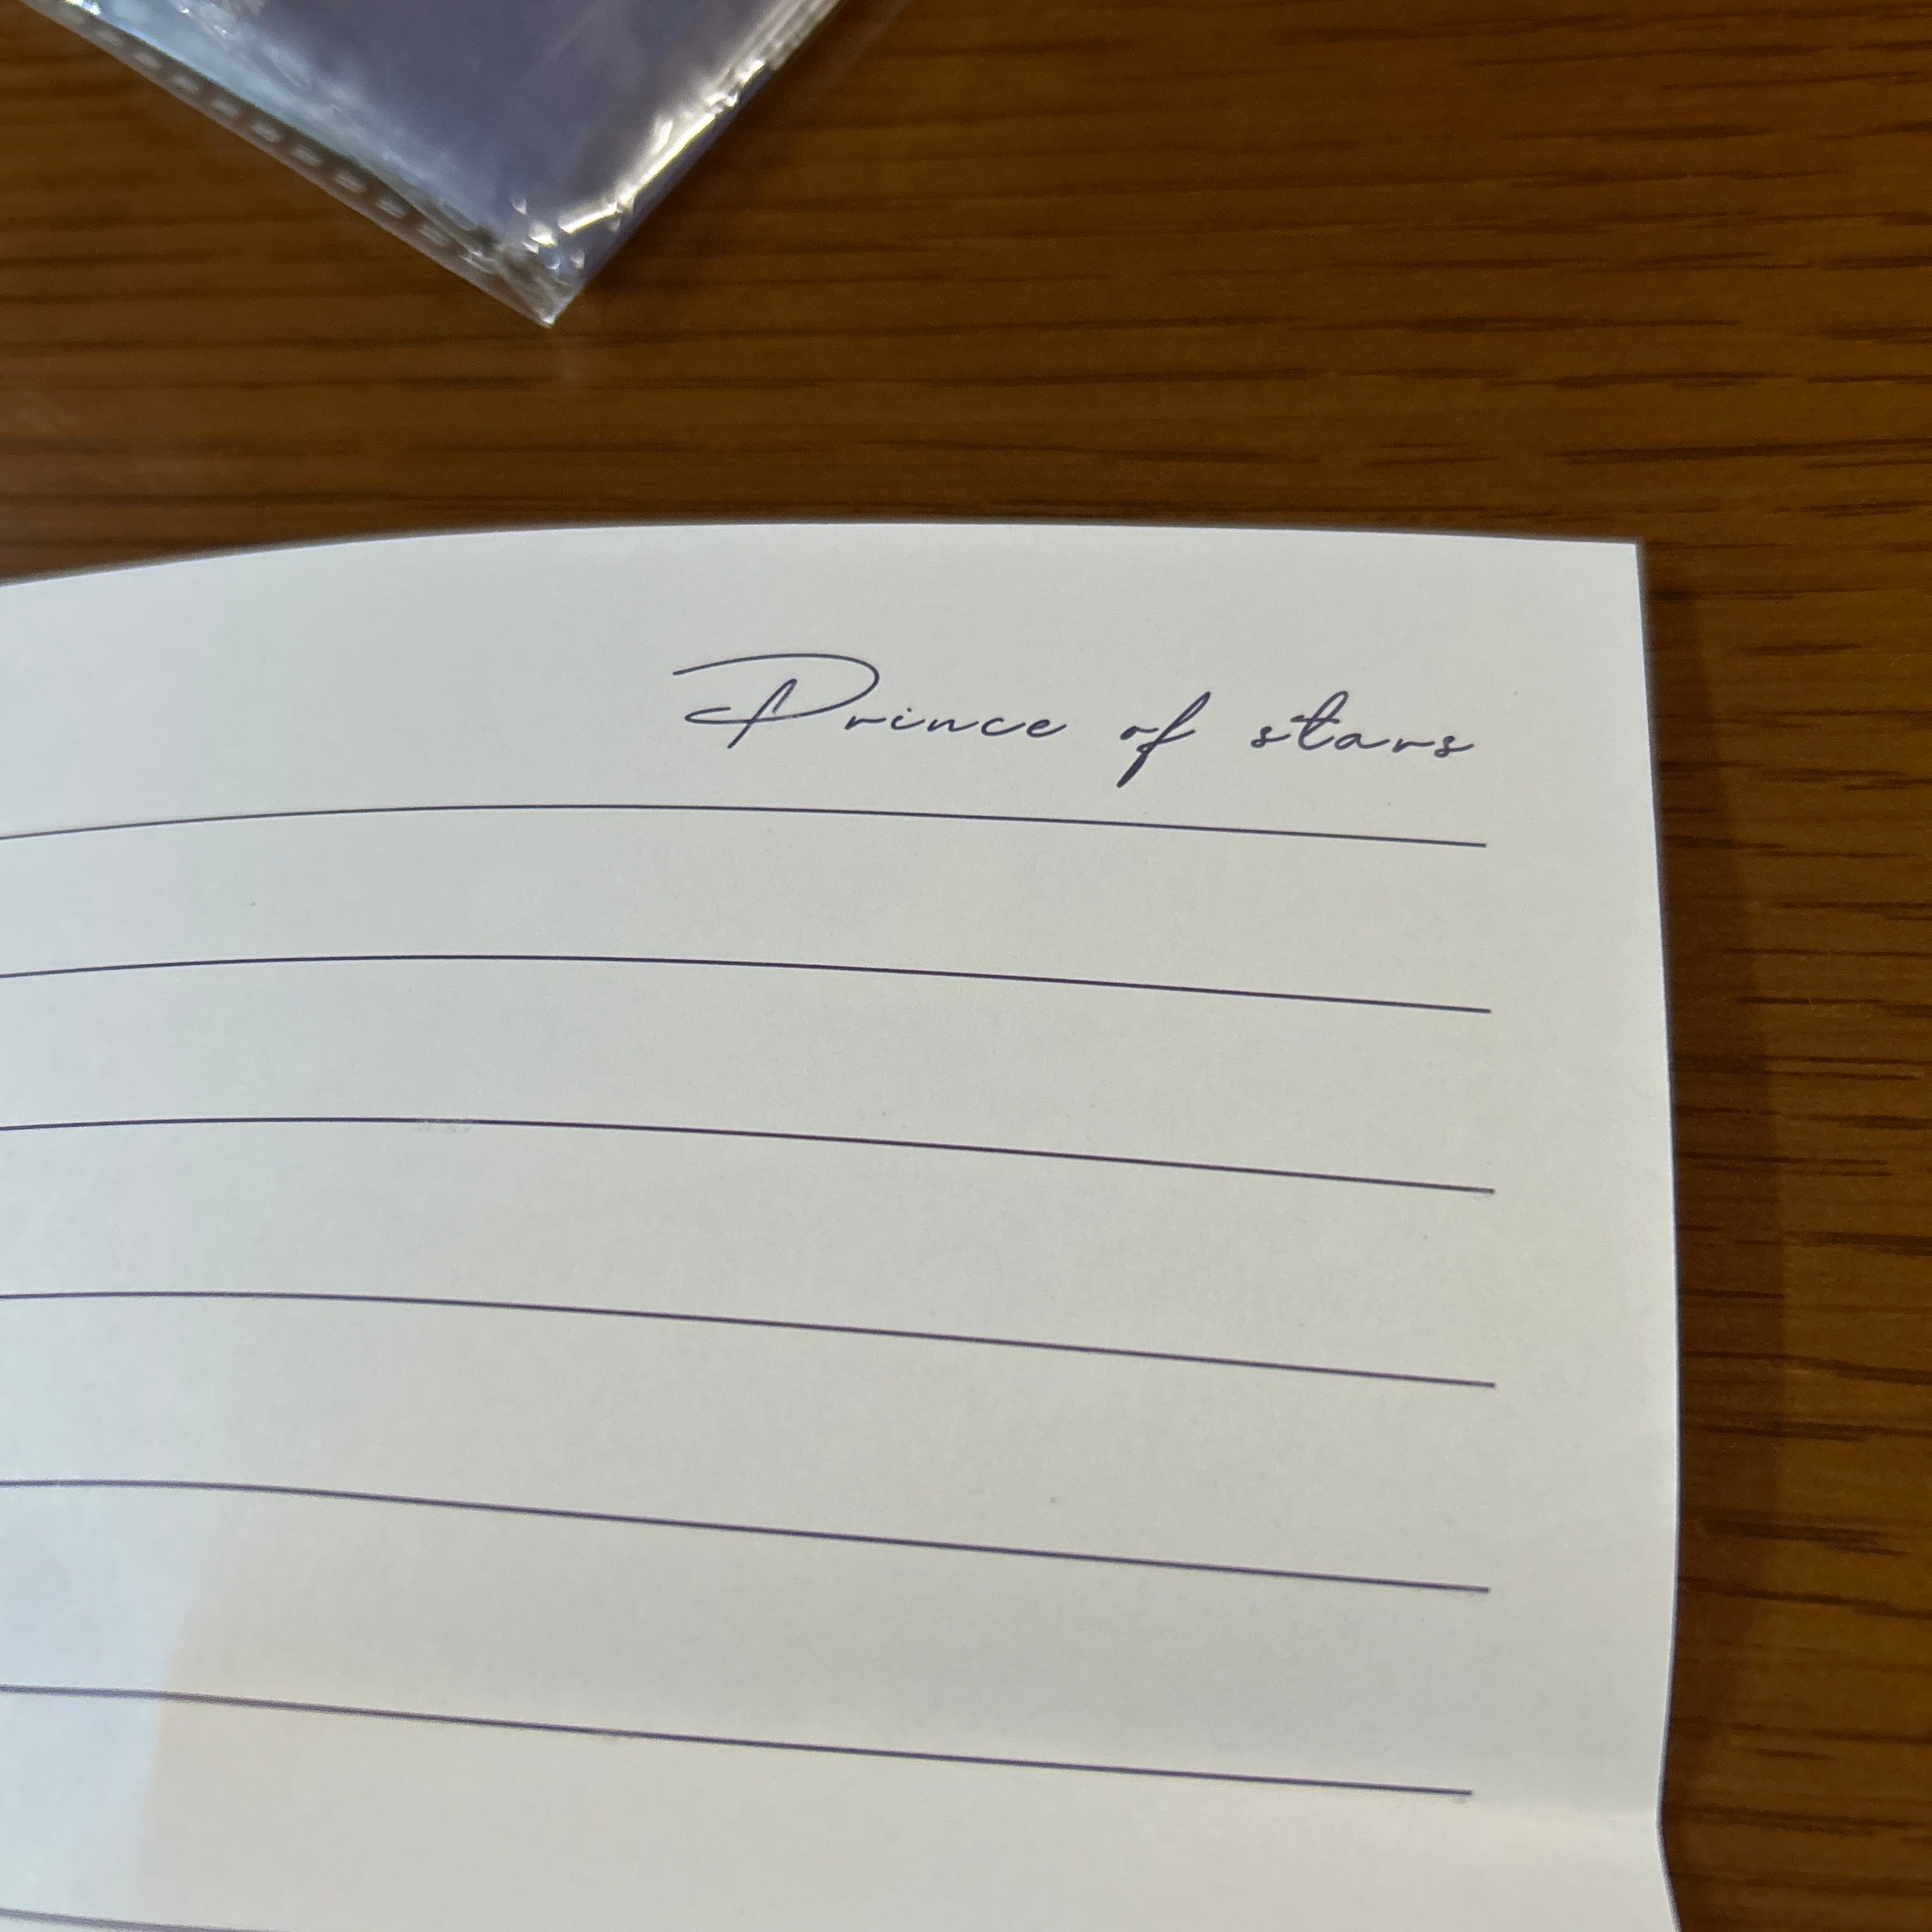 Prince of stars